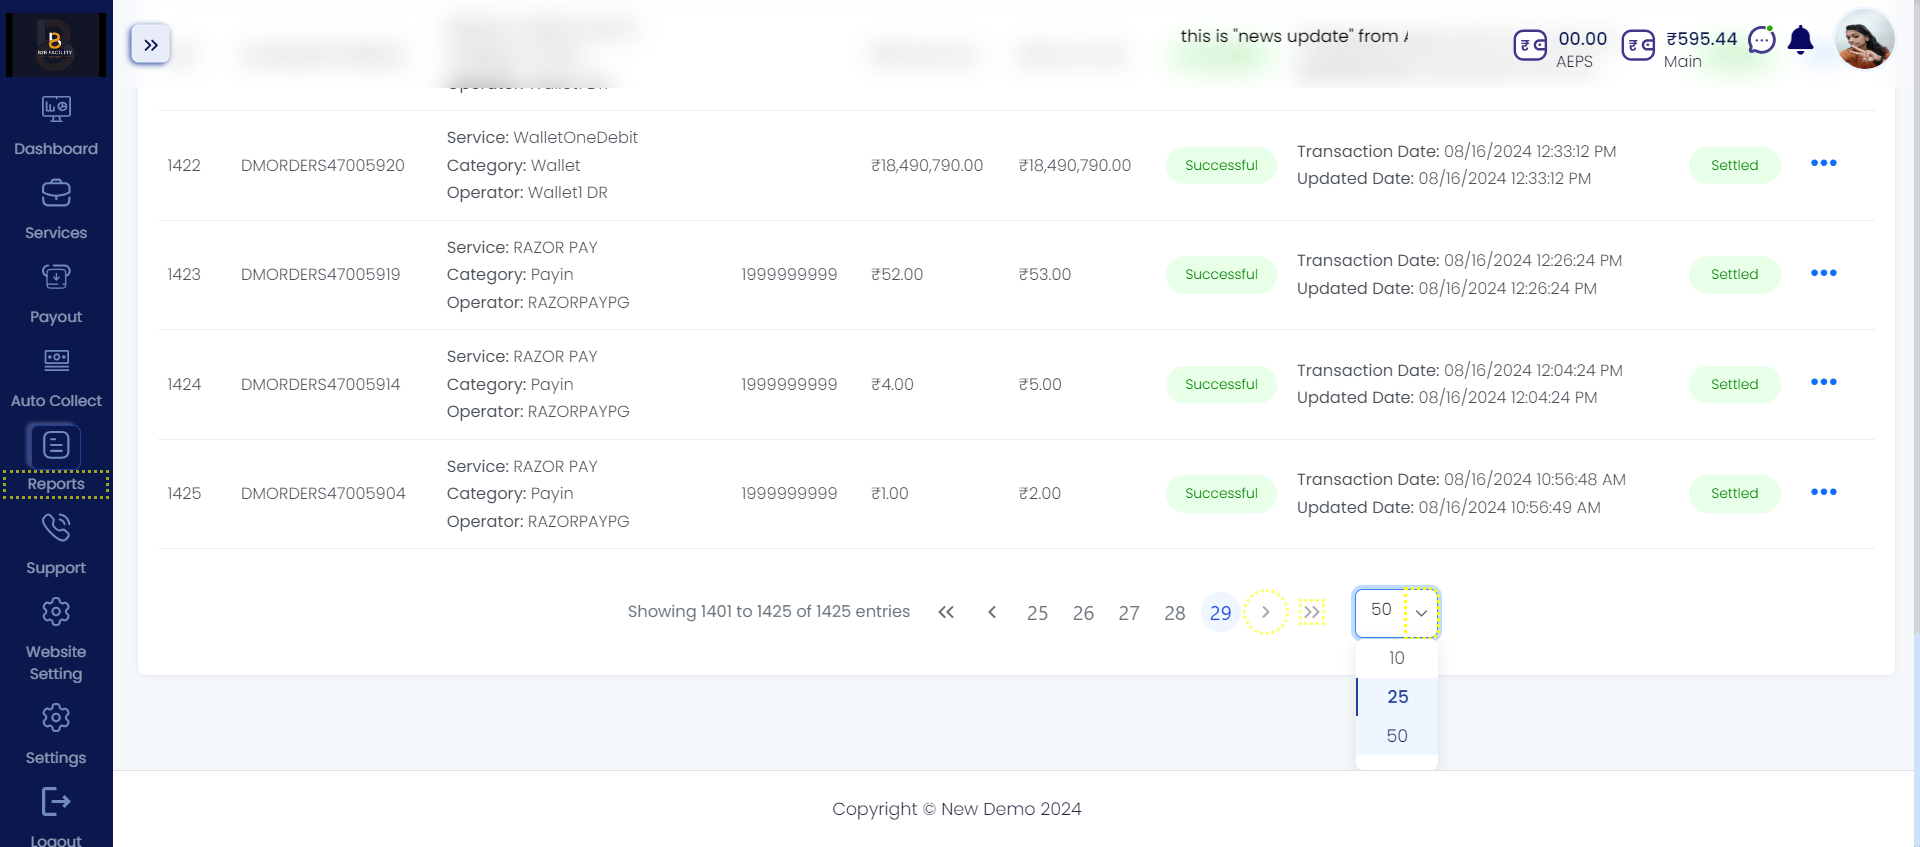 B2B FACILITY
this is "news update" from A
₹ 00.00
AEPS
₹ ₹595.44
Main
Dashboard
Services
Payout
Auto Collect
Reports
Support
Website
Setting
Settings
Logout
Operator: Wallet1 DR
1422 DMORDERS47005920 Service: WalletOneDebit
Category: Wallet
Operator: Wallet1 DR
₹18,490,790.00 ₹18,490,790.00 Successful Transaction Date: 08/16/2024 12:33:12 PM
Updated Date: 08/16/2024 12:33:12 PM
Settled
1423 DMORDERS47005919 Service: RAZOR PAY
Category: Payin
Operator: RAZORPAYPG
1999999999 ₹52.00 ₹53.00 Successful Transaction Date: 08/16/2024 12:26:24 PM
Updated Date: 08/16/2024 12:26:24 PM
Settled
1424 DMORDERS47005914 Service: RAZOR PAY
Category: Payin
Operator: RAZORPAYPG
1999999999 ₹4.00 ₹5.00 Successful Transaction Date: 08/16/2024 12:04:24 PM
Updated Date: 08/16/2024 12:04:24 PM
Settled
1425 DMORDERS47005904 Service: RAZOR PAY
Category: Payin
Operator: RAZORPAYPG
1999999999 ₹1.00 ₹2.00 Successful Transaction Date: 08/16/2024 10:56:48 AM
Updated Date: 08/16/2024 10:56:49 AM
Settled
Showing 1401 to 1425 of 1425 entries « ‹ 25 26 27 28 29 › » 50
10
25
50
Copyright © New Demo 2024